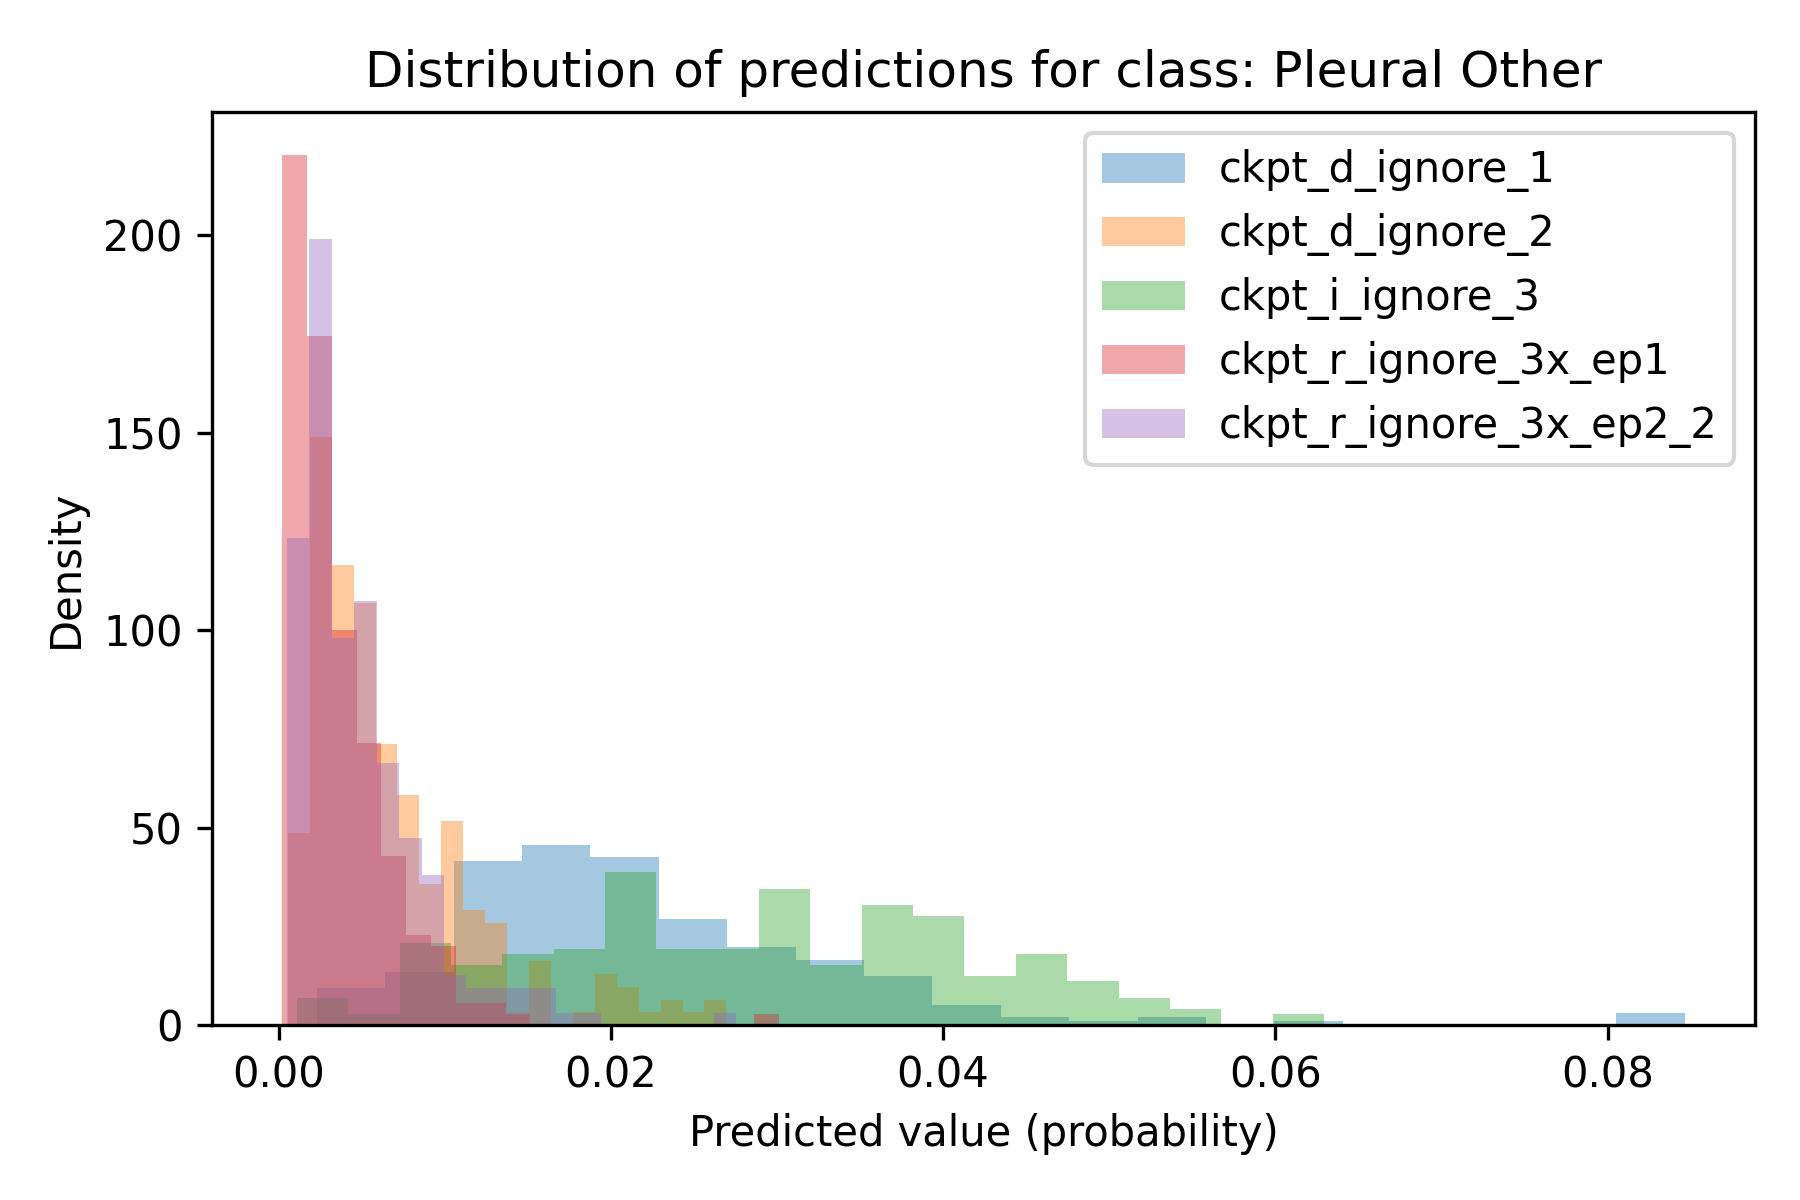 Distribution of predictions for class: Pleural Other
ckpt_d_ignore_1
ckpt_d_ignore_2
ckpt_i_ignore_3
ckpt_r_ignore_3x_ep1
ckpt_r_ignore_3x_ep2_2
Density
200
150
100
50
0
0.00 0.02 0.04 0.06 0.08
Predicted value (probability)